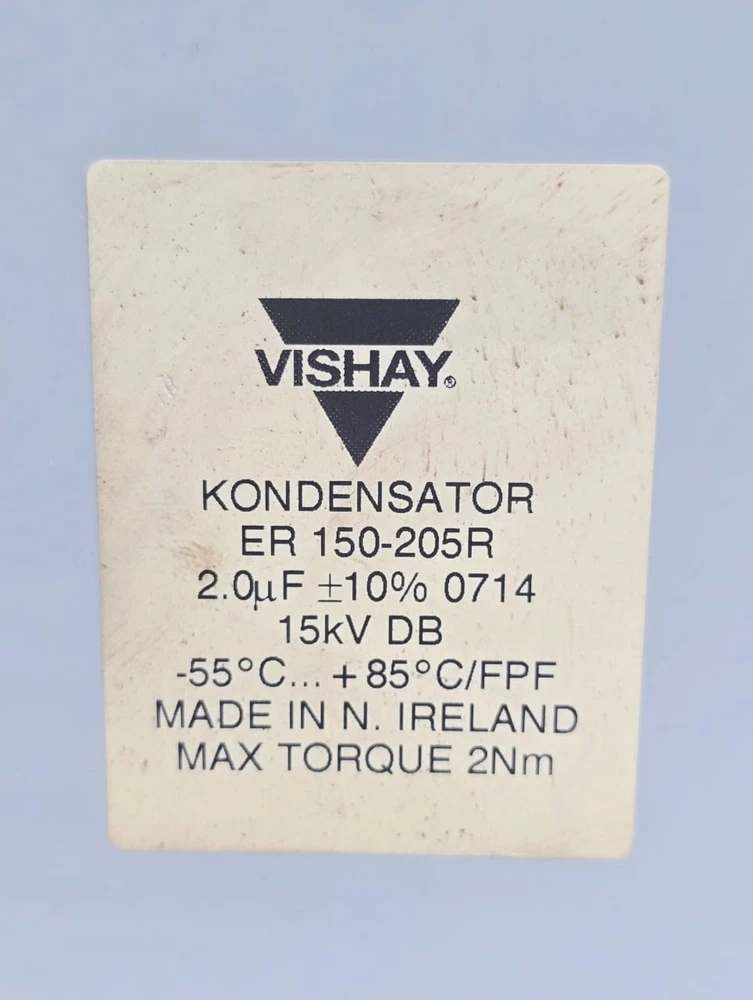 VISHAY®
KONDENSATOR
ER 150-205R
2.0µF ±10% 0714
15kV DB
-55°C... +85°C/FPF
MADE IN N. IRELAND
MAX TORQUE 2Nm